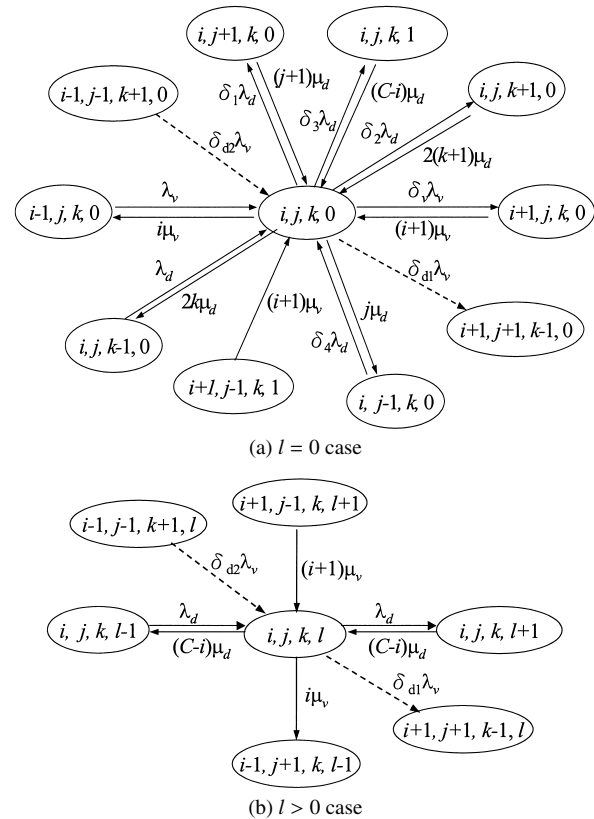 i, j+1, k, 0
i, j, k, 1
i-1, j-1, k+1, 0
(j+1)μd
δ1λd
δ3λd
(C-i)μd
δ2λd
i, j, k+1, 0
2(k+1)μd
δd2λv
i-1, j, k, 0
λv
iμv
i, j, k, 0
δvλv
(i+1)μv
i+1, j, k, 0
λd
2kμd
(i+1)μv
δ4λd
jμd
δd1λv
i+1, j+1, k-1, 0
i, j, k-1, 0
i+1, j-1, k, 1
i, j-1, k, 0
(a) l = 0 case
i+1, j-1, k, l+1
i-1, j-1, k+1, l
δd2λv
(i+1)μv
i, j, k, l-1
λd
(C-i)μd
i, j, k, l
λd
(C-i)μd
i, j, k, l+1
iμv
δd1λv
i+1, j+1, k-1, l
i-1, j+1, k, l-1
(b) l > 0 case